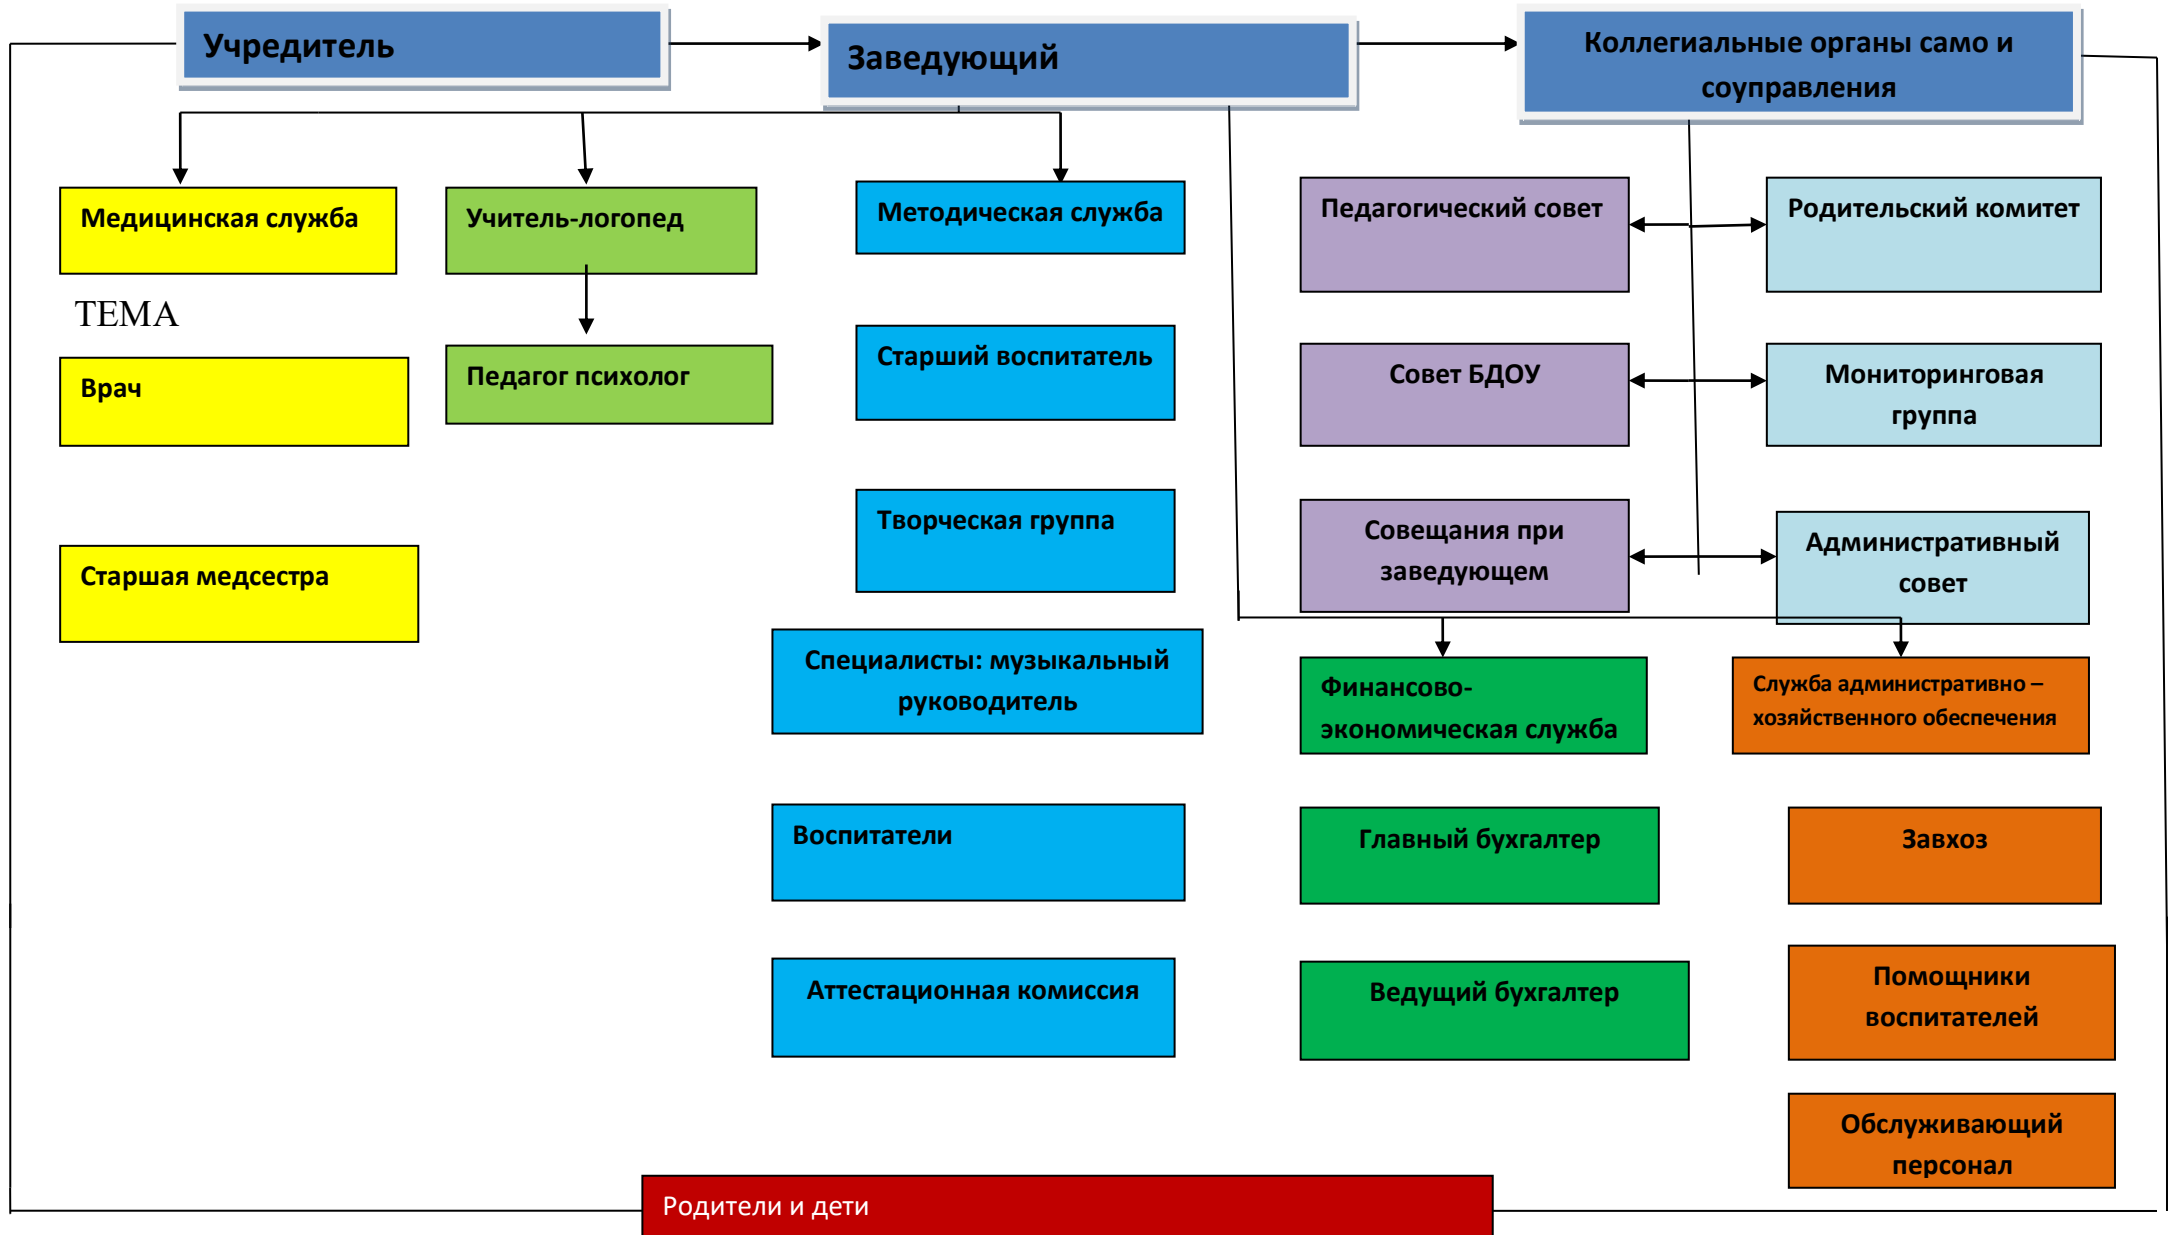 Учредитель
Заведующий
Коллегиальные органы само и
соуправления
Медицинская служба
Учитель-логопед
Методическая служба
Педагогический совет
Родительский комитет
ТЕМА
Врач
Педагог психолог
Старший воспитатель
Совет БДОУ
Мониторинговая
группа
Старшая медсестра
Творческая группа
Совещания при
заведующем
Административный
совет
Специалисты: музыкальный
руководитель
Финансово-
экономическая служба
Служба административно –
хозяйственного обеспечения
Воспитатели
Главный бухгалтер
Завхоз
Аттестационная комиссия
Ведущий бухгалтер
Помощники
воспитателей
Обслуживающий
персонал
Родители и дети